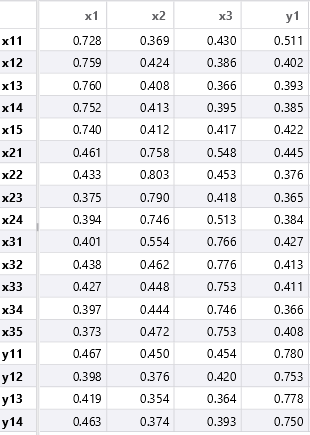 x1 x2 x3 y1
x11 0.728 0.369 0.430 0.511
x12 0.759 0.424 0.386 0.402
x13 0.760 0.408 0.366 0.393
x14 0.752 0.413 0.395 0.385
x15 0.740 0.412 0.417 0.422
x21 0.461 0.758 0.548 0.445
x22 0.433 0.803 0.453 0.376
x23 0.375 0.790 0.418 0.365
x24 0.394 0.746 0.513 0.384
x31 0.401 0.554 0.766 0.427
x32 0.438 0.462 0.776 0.413
x33 0.427 0.448 0.753 0.411
x34 0.397 0.444 0.746 0.366
x35 0.373 0.472 0.753 0.408
y11 0.467 0.450 0.454 0.780
y12 0.398 0.376 0.420 0.753
y13 0.419 0.354 0.364 0.778
y14 0.463 0.374 0.393 0.750